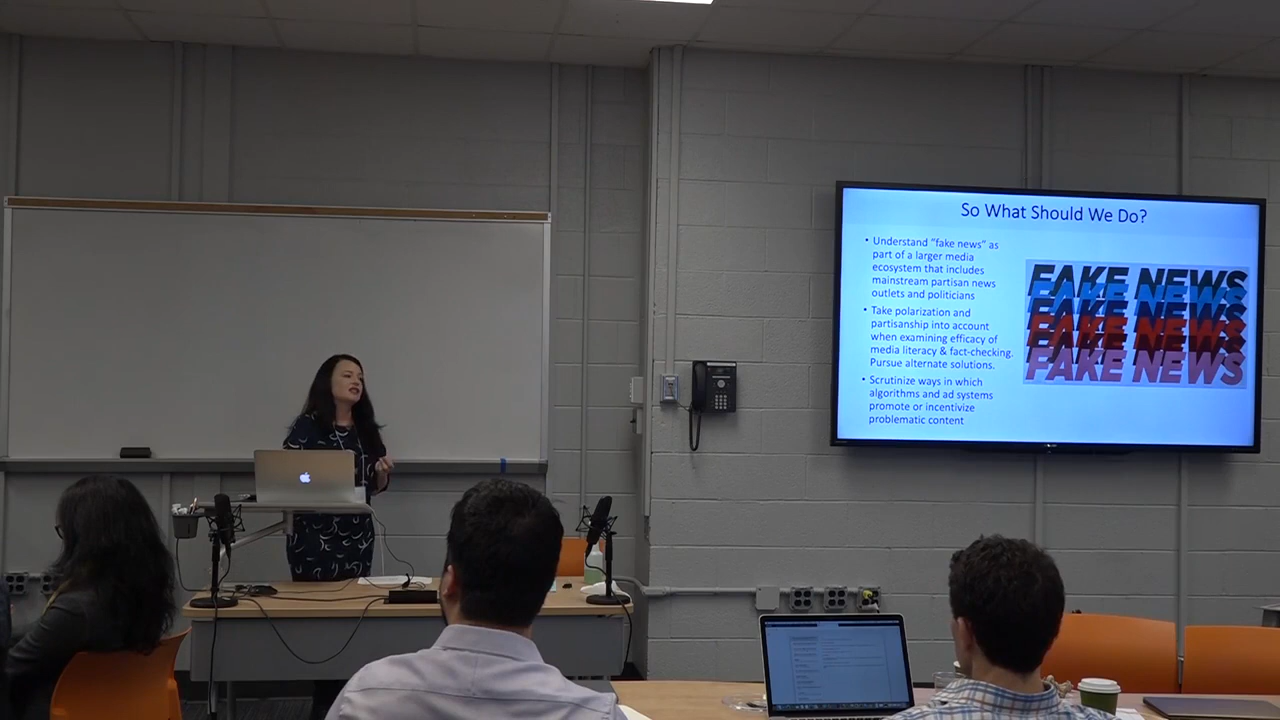 So What Should We Do?
• Understand "fake news" as
part of a larger media
ecosystem that includes
mainstream partisan news
outlets and politicians
• Take polarization and
partisanship into account
when examining efficacy of
media literacy & fact-checking.
Pursue alternate solutions.
• Scrutinize ways in which
algorithms and ad systems
promote or incentivize
problematic content
FAKE NEWS
FAKE NEWS
FAKE NEWS
FAKE NEWS
FAKE NEWS
FAKE NEWS